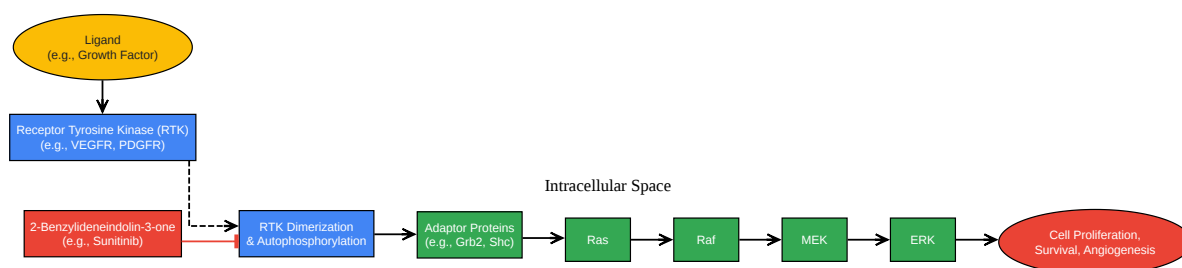 Ligand
(e.g., Growth Factor)
Receptor Tyrosine Kinase (RTK)
(e.g., VEGFR, PDGFR)
Intracellular Space
2-Benzylideneindolin-3-one
(e.g., Sunitinib)
RTK Dimerization
& Autophosphorylation
Adaptor Proteins
(e.g., Grb2, Shc)
Ras
Raf
MEK
ERK
Cell Proliferation,
Survival, Angiogenesis